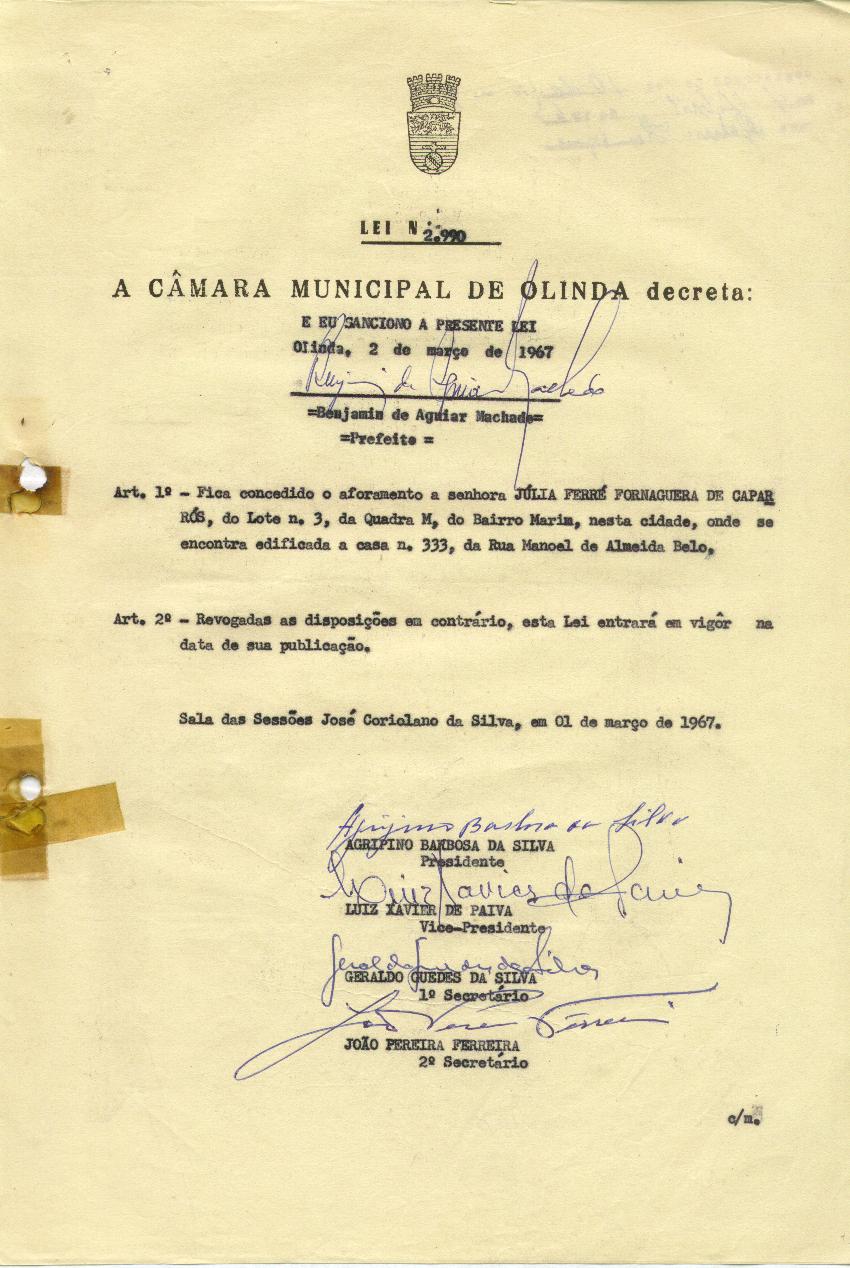 LEI N.
2.990
A CÂMARA MUNICIPAL DE OLINDA decreta:
E EU SANCIONO A PRESENTE LEI
Olinda, 2 de março de 1967
Benjamin de Aguiar Machado
=Benjamin de Aguiar Machado=
=Prefeito =
Art. 1º - Fica concedido o aforamento a senhora JÚLIA FERRÉ FORNAGUERA DE CAPAR
RÓS, do Lote n. 3, da Quadra M, do Bairro Marim, nesta cidade, onde se
encontra edificada a casa n. 333, da Rua Manoel de Almeida Belo,
Art. 2º - Revogadas as disposições em contrário, esta Lei entrará em vigôr na
data de sua publicação.
Sala das Sessões José Coriolano da Silva, em 01 de março de 1967.
Agripino Barbosa da Silva
AGRIPINO BARBOSA DA SILVA
Presidente
Luiz Xavier de Paiva
LUIZ XAVIER DE PAIVA
Vice-Presidente
Geraldo Guedes da Silva
GERALDO GUEDES DA SILVA
1º Secretário
João Pereira Ferreira
JOÃO PEREIRA FERREIRA
2º Secretário
c/m.